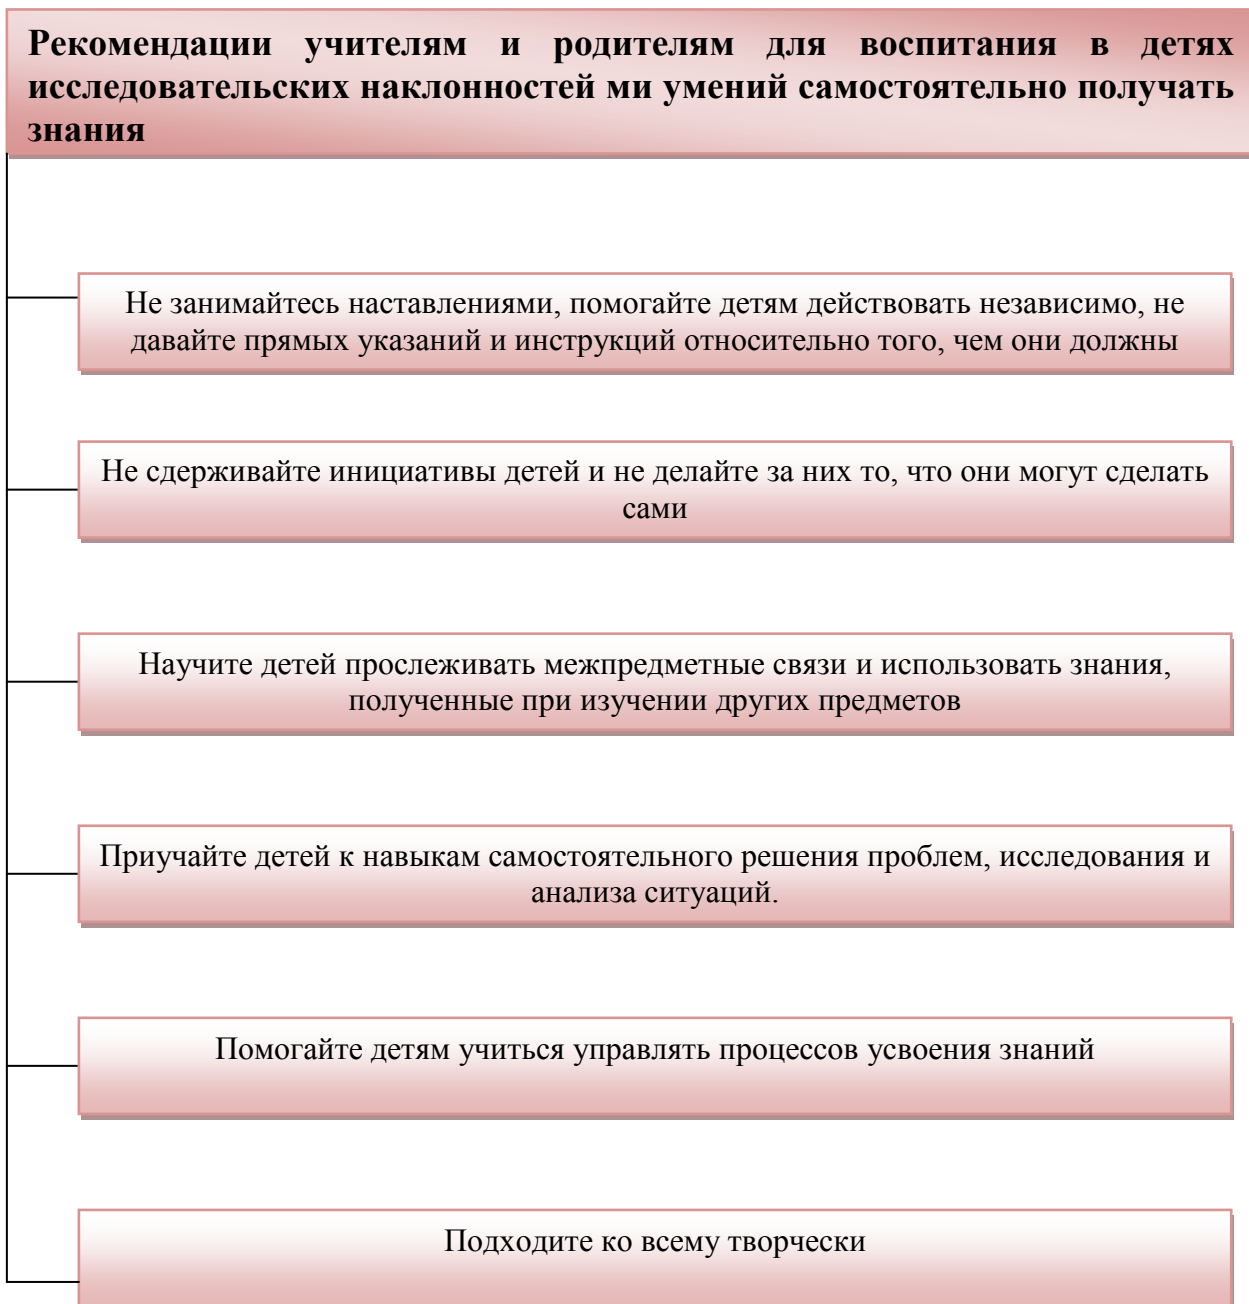 Рекомендации учителям и родителям для воспитания в детях
исследовательских наклонностей ми умений самостоятельно получать
знания
Не занимайтесь наставлениями, помогайте детям действовать независимо, не
давайте прямых указаний и инструкций относительно того, чем они должны
Не сдерживайте инициативы детей и не делайте за них то, что они могут сделать
сами
Научите детей прослеживать межпредметные связи и использовать знания,
полученные при изучении других предметов
Приучайте детей к навыкам самостоятельного решения проблем, исследования и
анализа ситуаций.
Помогайте детям учиться управлять процессов усвоения знаний
Подходите ко всему творчески